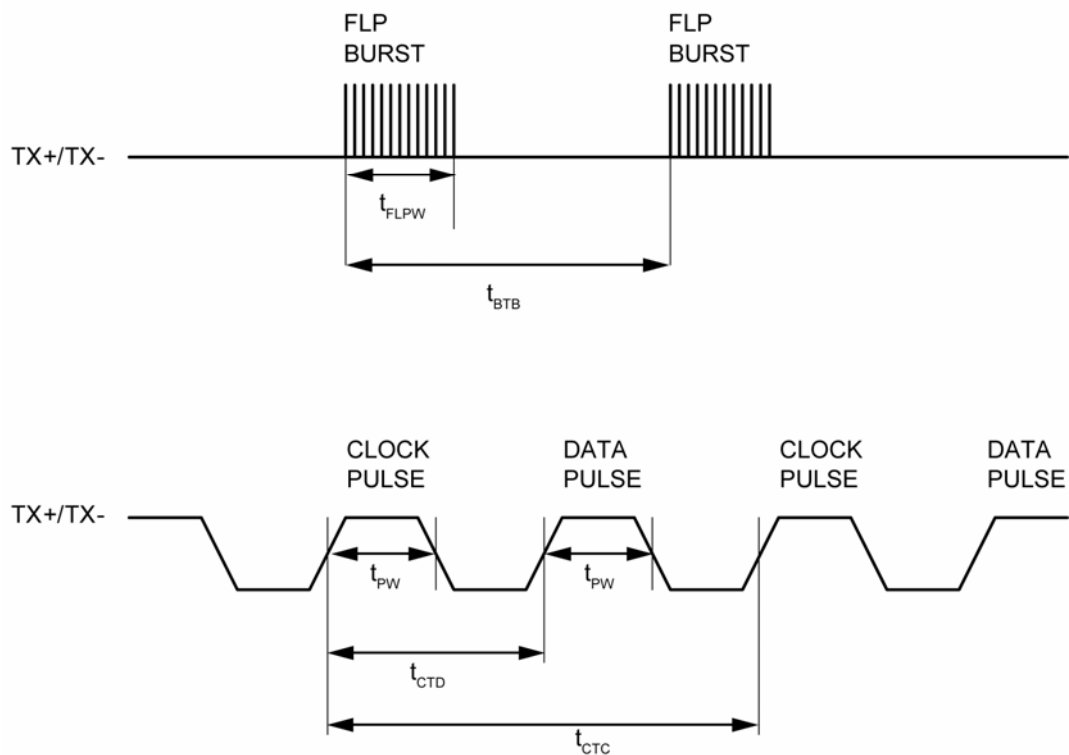 FLP
BURST
FLP
BURST
TX+/TX-
tFLPW
tBTB
CLOCK
PULSE
DATA
PULSE
CLOCK
PULSE
DATA
PULSE
TX+/TX-
tPW
tPW
tCTD
tCTC